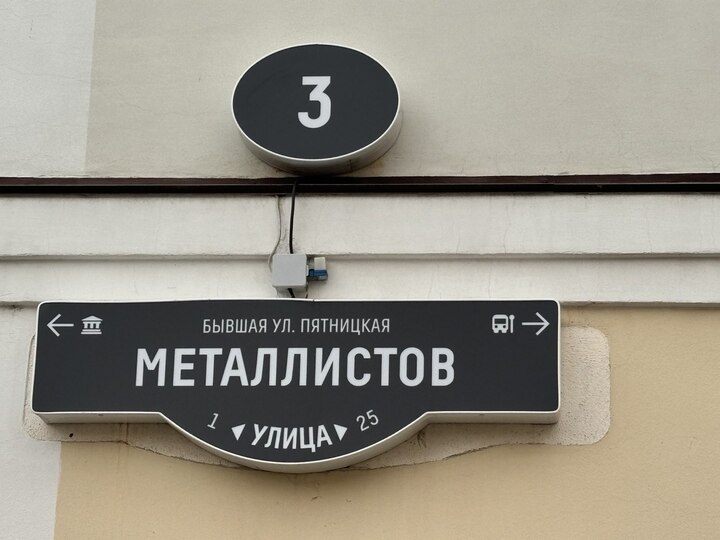 3
БЫВШАЯ УЛ. ПЯТНИЦКАЯ
МЕТАЛЛИСТОВ
1 УЛИЦА 25